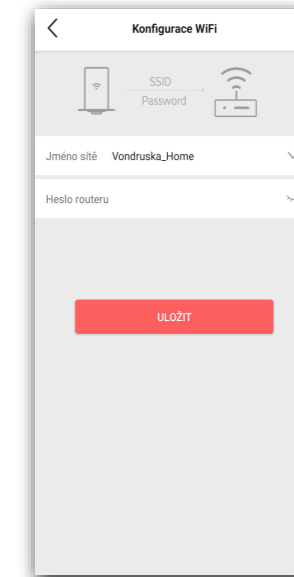 Konfigurace WiFi
SSID
Password
Jméno sítě Vondruska_Home
Heslo routeru
ULOŽIT